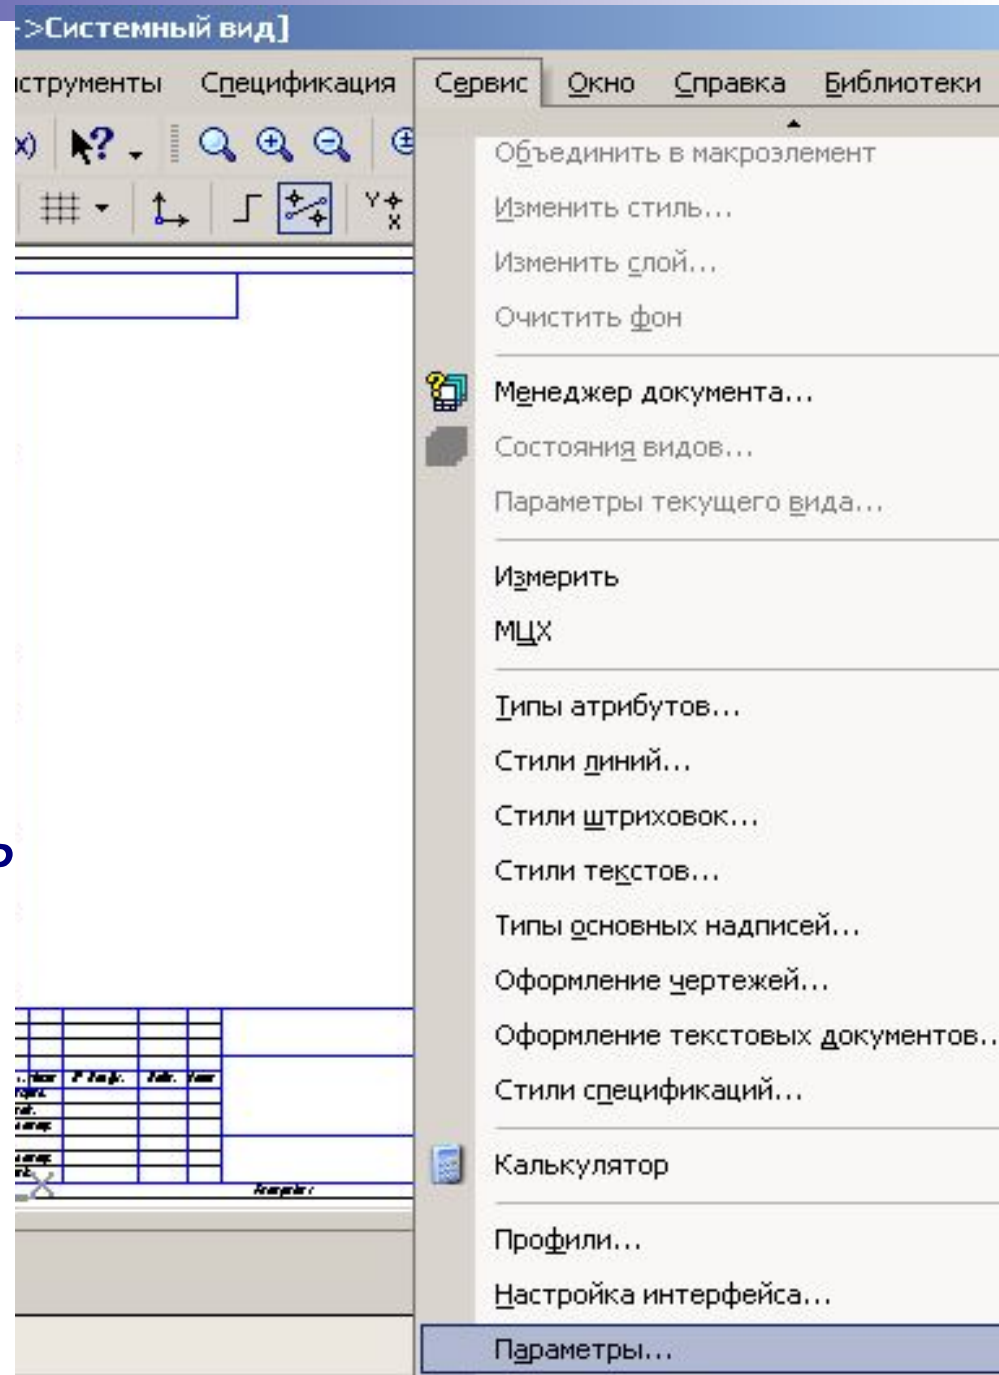 ->Системный вид]
нструменты Спецификация Сервис Окно Справка Библиотеки
x)
Объединить в макроэлемент
Изменить стиль...
Изменить слой...
Очистить фон
Менеджер документа...
Состояния видов...
Параметры текущего вида...
Измерить
МЦХ
Типы атрибутов...
Стили линий...
Стили штриховок...
Стили текстов...
Типы основных надписей...
Оформление чертежей...
Оформление текстовых документов..
Стили спецификаций...
Калькулятор
Профили...
Настройка интерфейса...
Параметры...